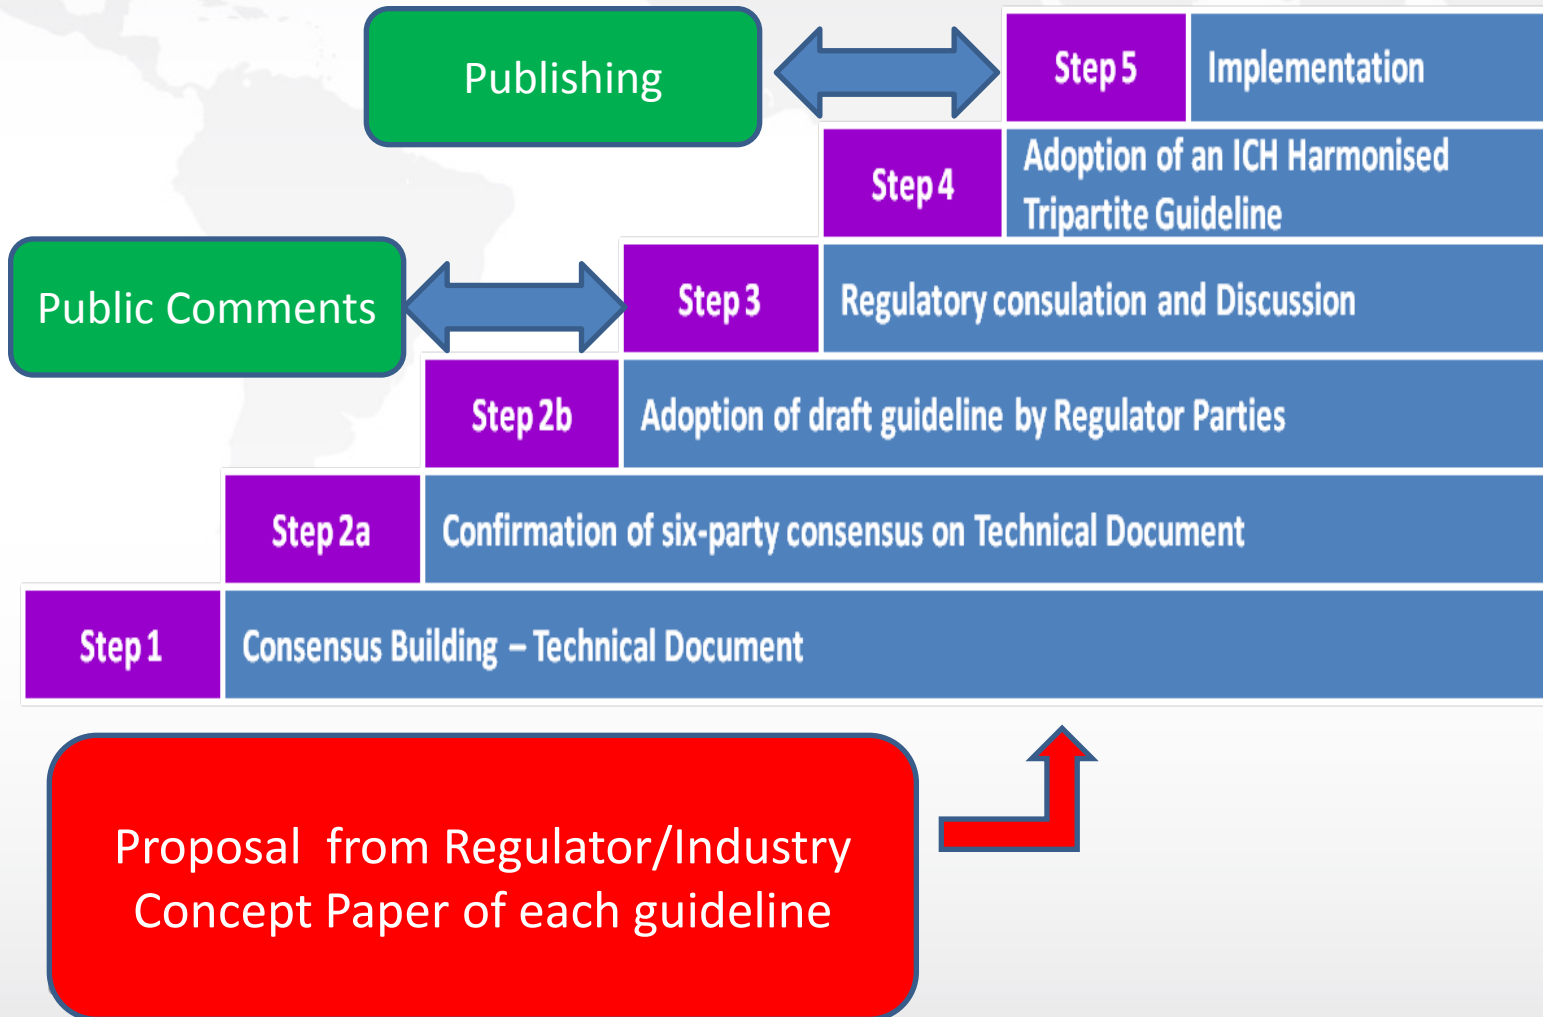 Publishing
Step 5
Implementation
Step 4
Adoption of an ICH Harmonised
Tripartite Guideline
Public Comments
Step 3
Regulatory consulation and Discussion
Step 2b
Adoption of draft guideline by Regulator Parties
Step 2a
Confirmation of six-party consensus on Technical Document
Step 1
Consensus Building – Technical Document
Proposal from Regulator/Industry
Concept Paper of each guideline